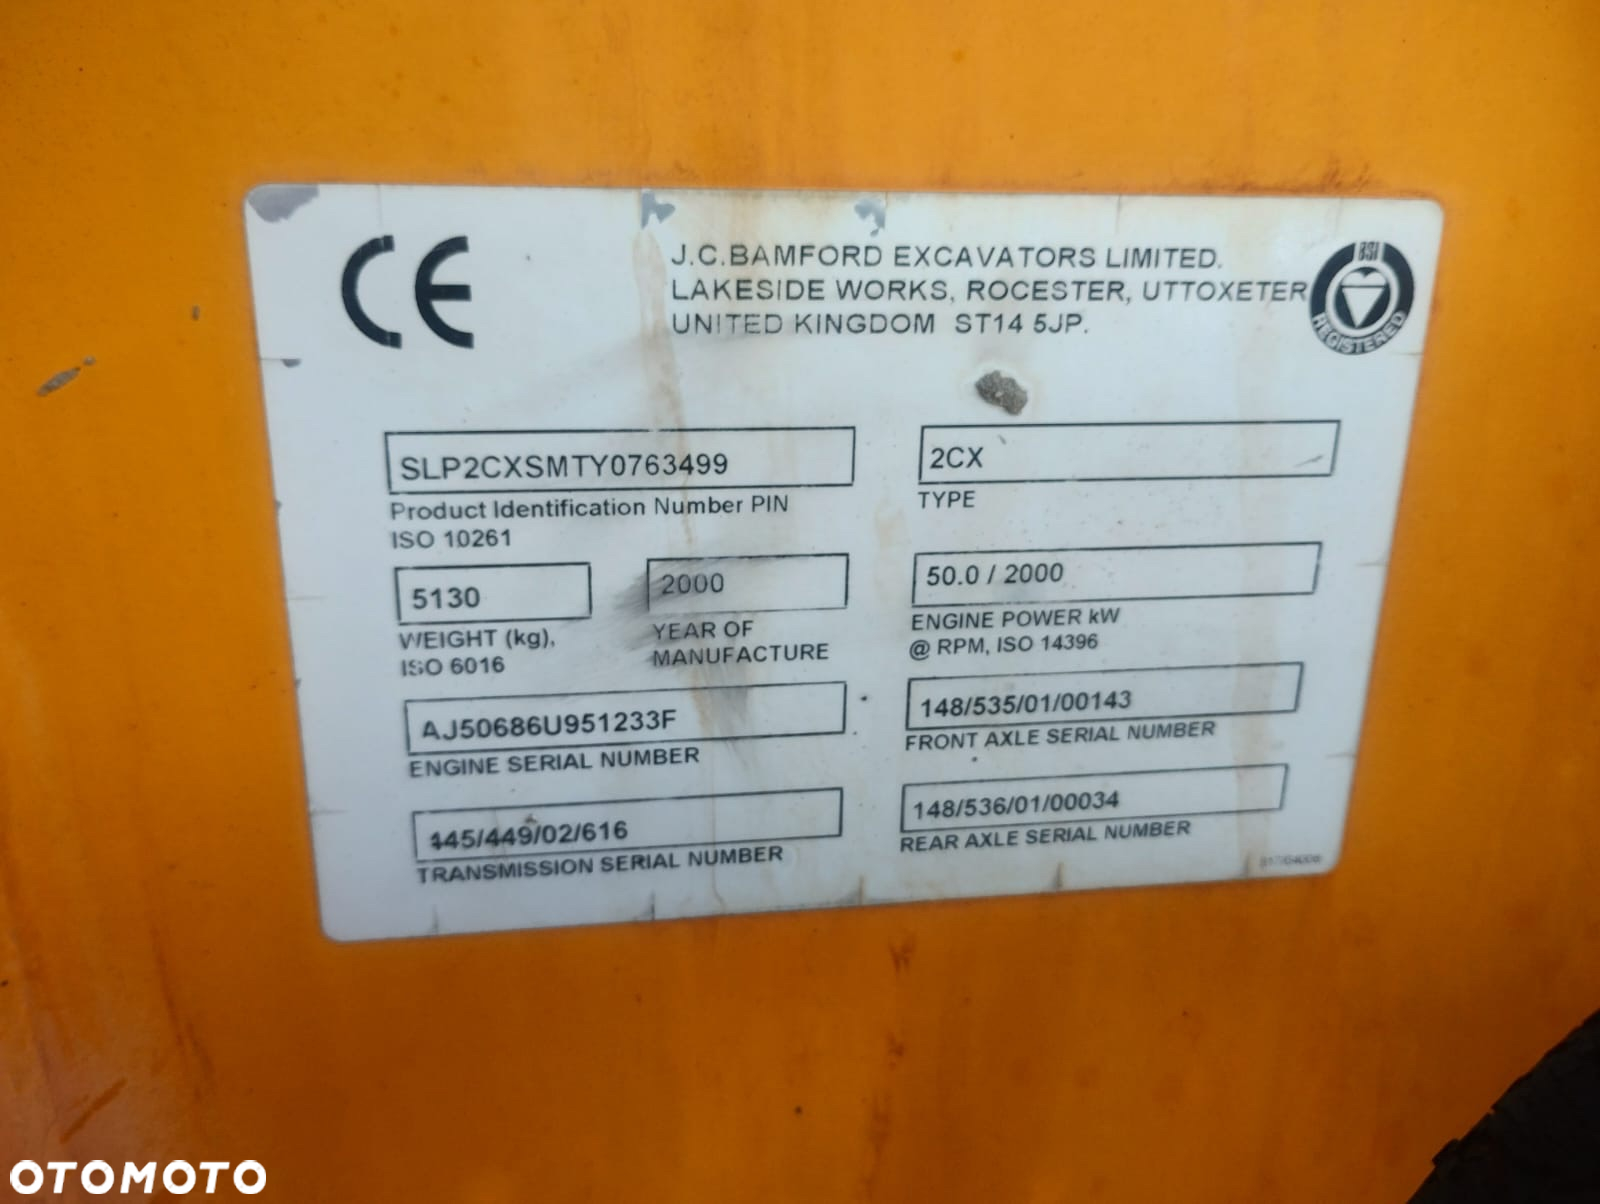 CE
J.C.BAMFORD EXCAVATORS LIMITED.
LAKESIDE WORKS, ROCESTER, UTTOXETER
UNITED KINGDOM ST14 5JP.
BSI
REGISTERED
SLP2CXSMTY0763499
Product Identification Number PIN
ISO 10261
2CX
TYPE
5130
WEIGHT (kg),
ISO 6016
2000
YEAR OF
MANUFACTURE
50.0 / 2000
ENGINE POWER kW
@ RPM, ISO 14396
AJ50686U951233F
ENGINE SERIAL NUMBER
148/535/01/00143
FRONT AXLE SERIAL NUMBER
445/449/02/616
TRANSMISSION SERIAL NUMBER
148/536/01/00034
REAR AXLE SERIAL NUMBER
OTOMOTO